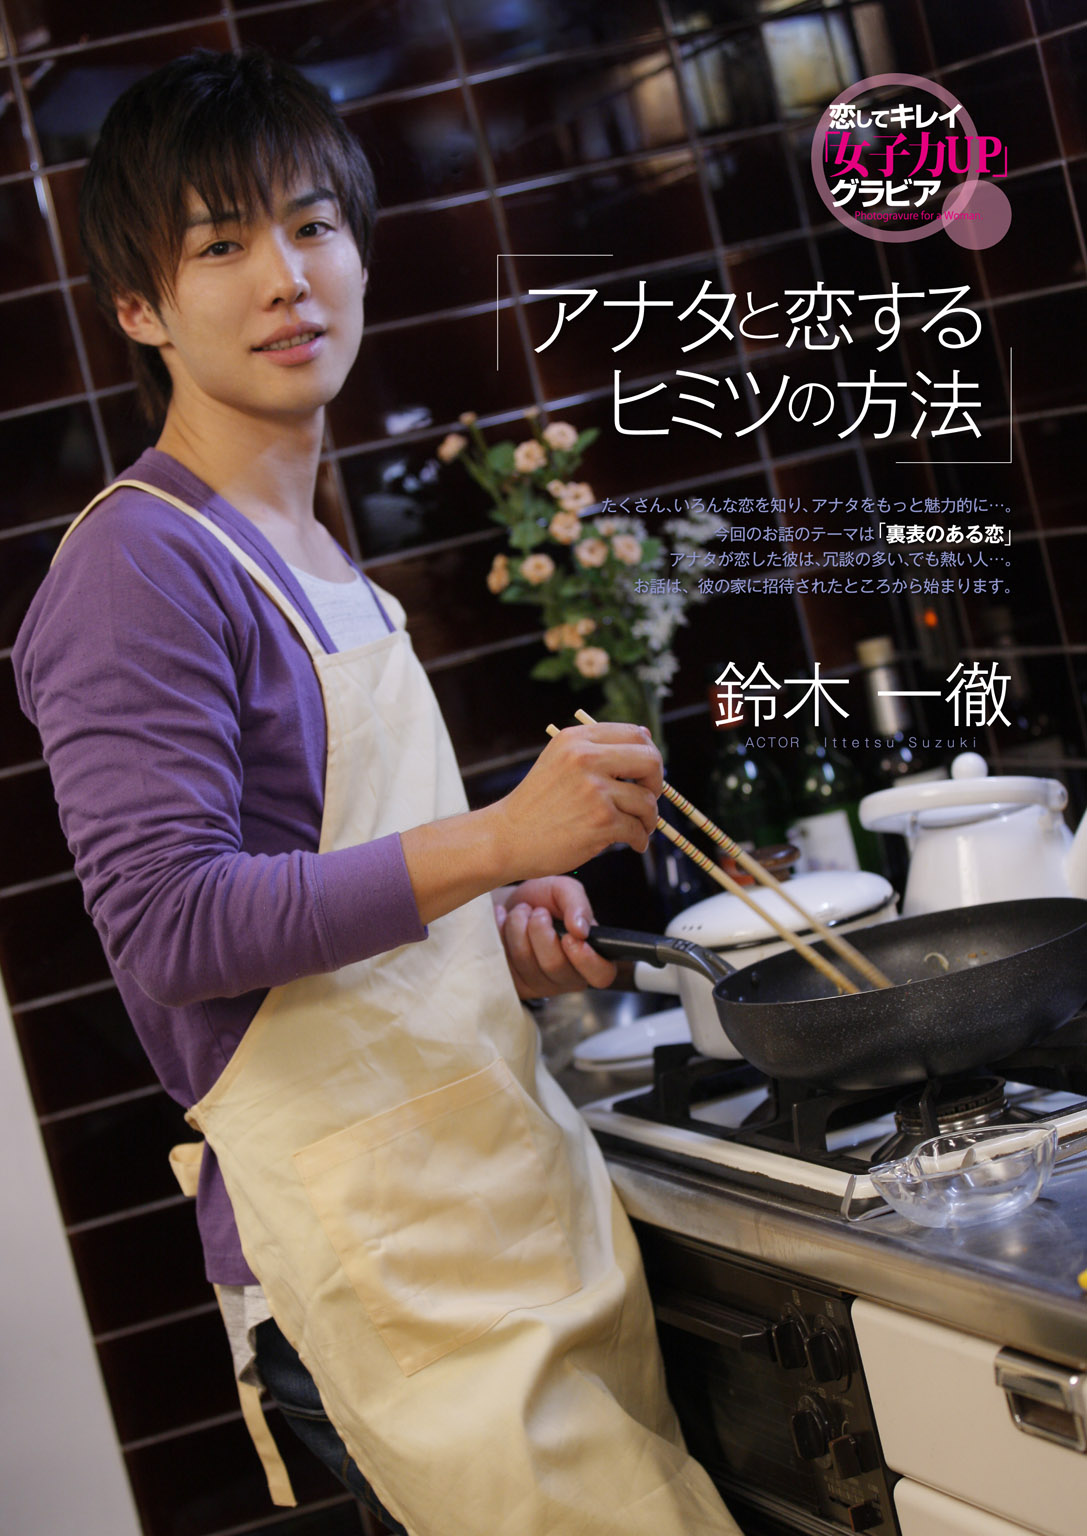 恋してキレイ
「女子力UP」
グラビア
Photogravure for a Woman
「アナタと恋する
ヒミツの方法」
たくさん、いろんな恋を知り、アナタをもっと魅力的に…。
今回のお話のテーマは「裏表のある恋」
アナタが恋した彼は、冗談の多い、でも熱い人…。
お話は、彼の家に招待されたところから始まります。
鈴木 一徹
ACTOR Ittetsu Suzuki